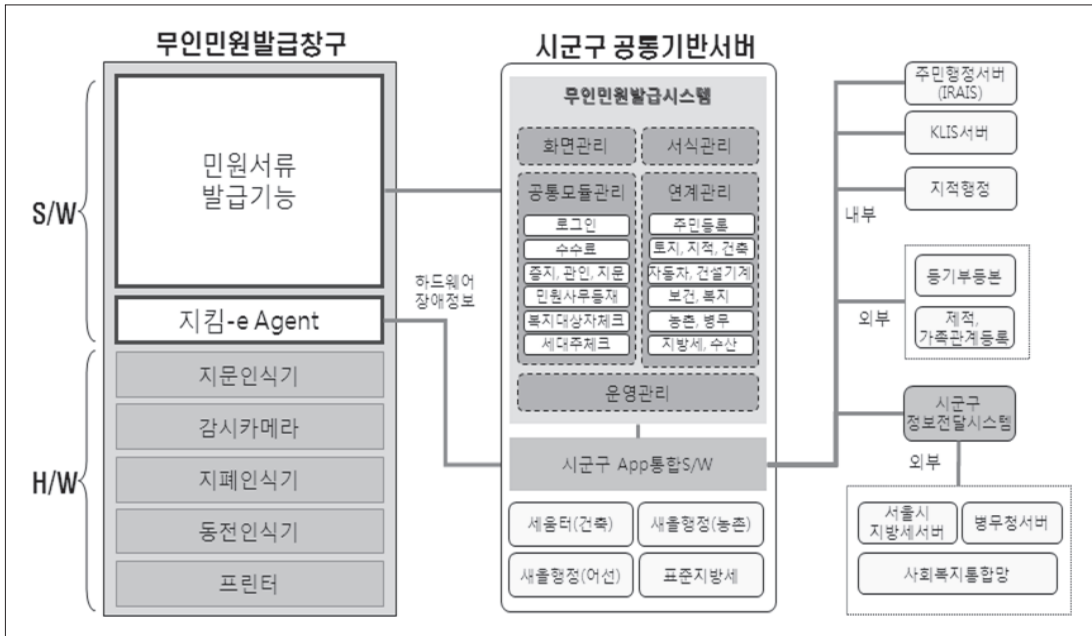 무인민원발급창구
S/W
민원서류
발급기능
지킴-e Agent
H/W
지문인식기
감시카메라
지폐인식기
동전인식기
프린터
하드웨어
장애정보
시군구 공통기반서버
무인민원발급시스템
화면관리
서식관리
공통모듈관리
로그인
수수료
증지, 관인, 지문
민원사무등재
복지대상자체크
세대주체크
연계관리
주민등록
토지, 지적, 건축
자동차, 건설기계
보건, 복지
농촌, 병무
지방세, 수산
운영관리
시군구 App통합S/W
세움터(건축)
새올행정(농촌)
새올행정(어선)
표준지방세
주민행정서버
(IRAIS)
KLIS서버
지적행정
내부
등기부등본
외부
제적,
가족관계등록
시군구
정보전달시스템
외부
서울시
지방세서버
병무청서버
사회복지통합망